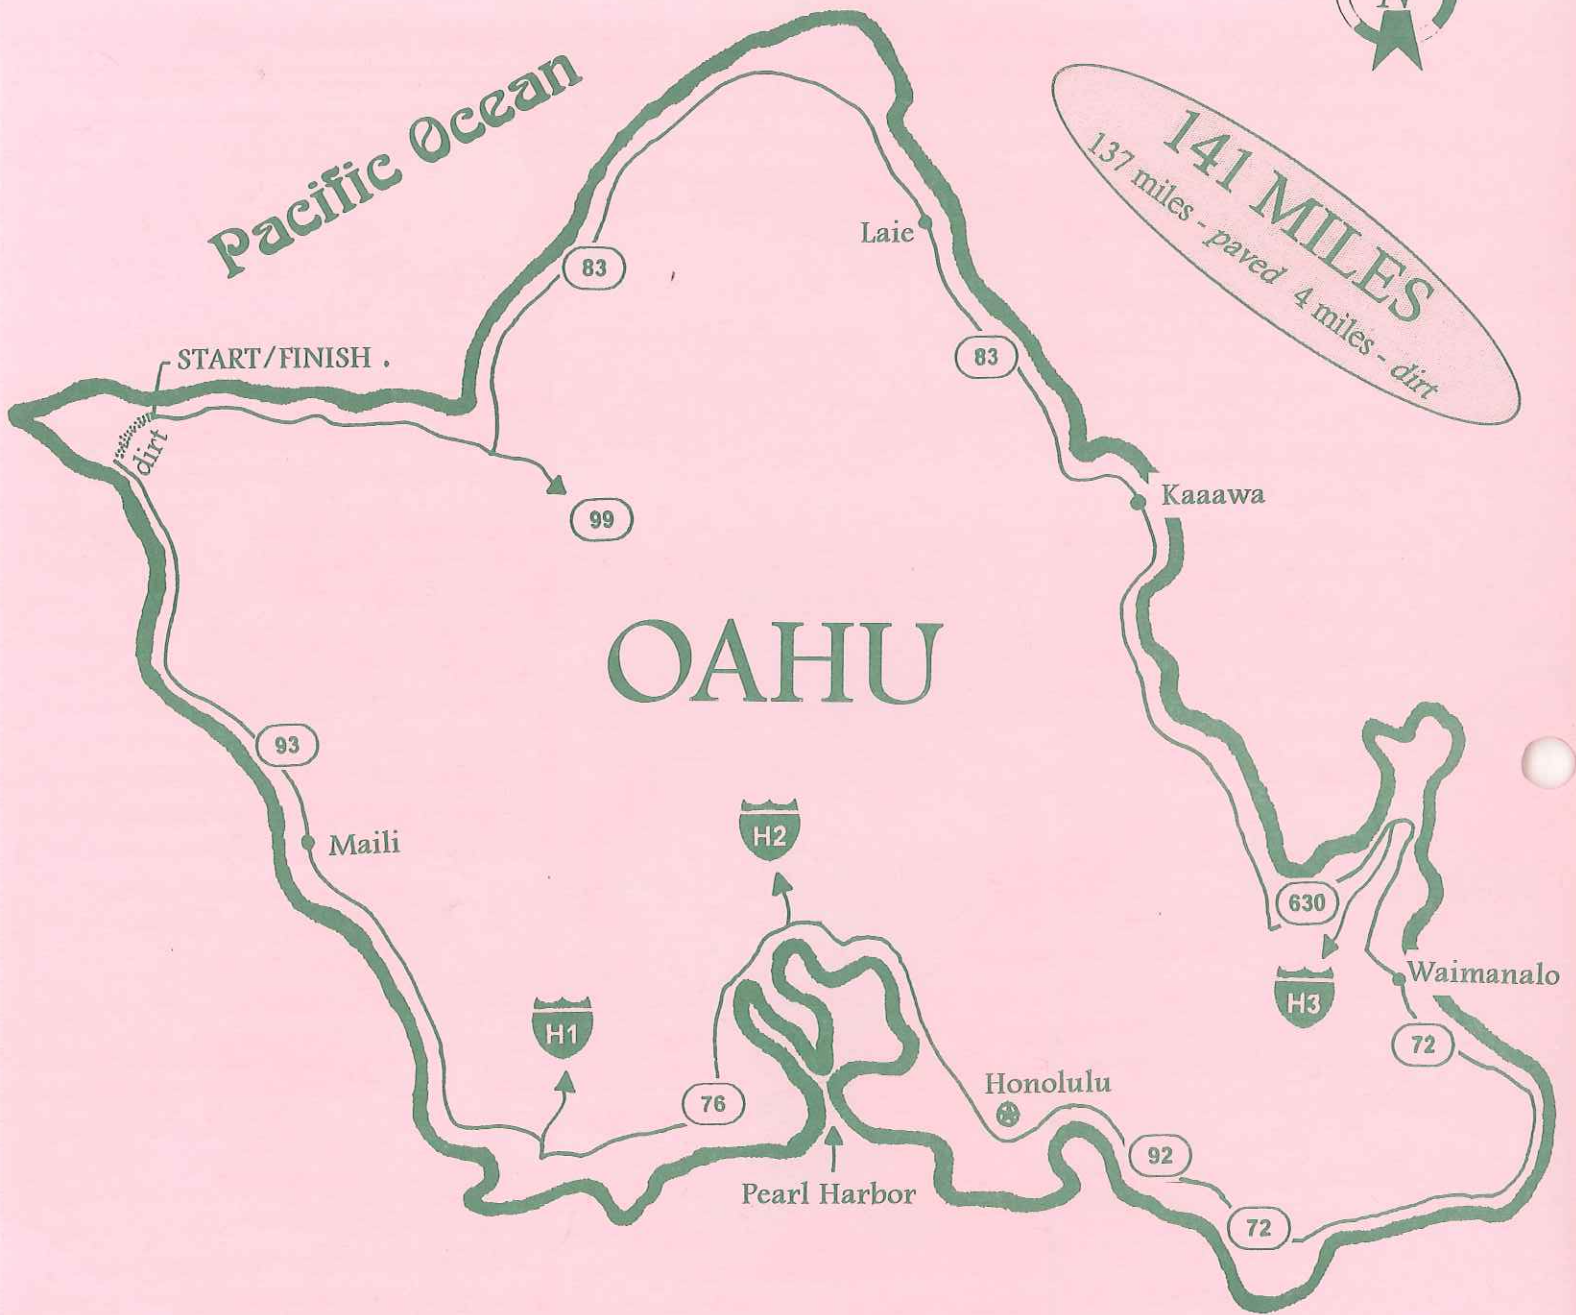 N
Pacific Ocean
141 MILES
137 miles - paved 4 miles - dirt
Laie
83
START/FINISH .
83
dirt
Kaaawa
99
OAHU
93
Maili
H2
630
Waimanalo
H3
H1
72
76
Honolulu
92
Pearl Harbor
72